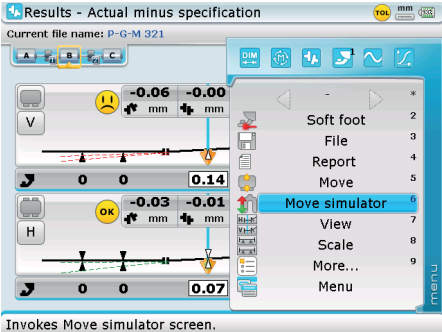 Results - Actual minus specification
TOL mm
Current file name: P-G-M 321
A B C
DIM M 1
V
-0.06 -0.00
mm mm
- *
Soft foot 2
File 3
Report 4
Move 5
Move simulator 6
View 7
Scale 8
More... 9
Menu
0 0 0.14
H
OK
-0.03 -0.01
mm mm
0 0 0.07
menu
Invokes Move simulator screen.